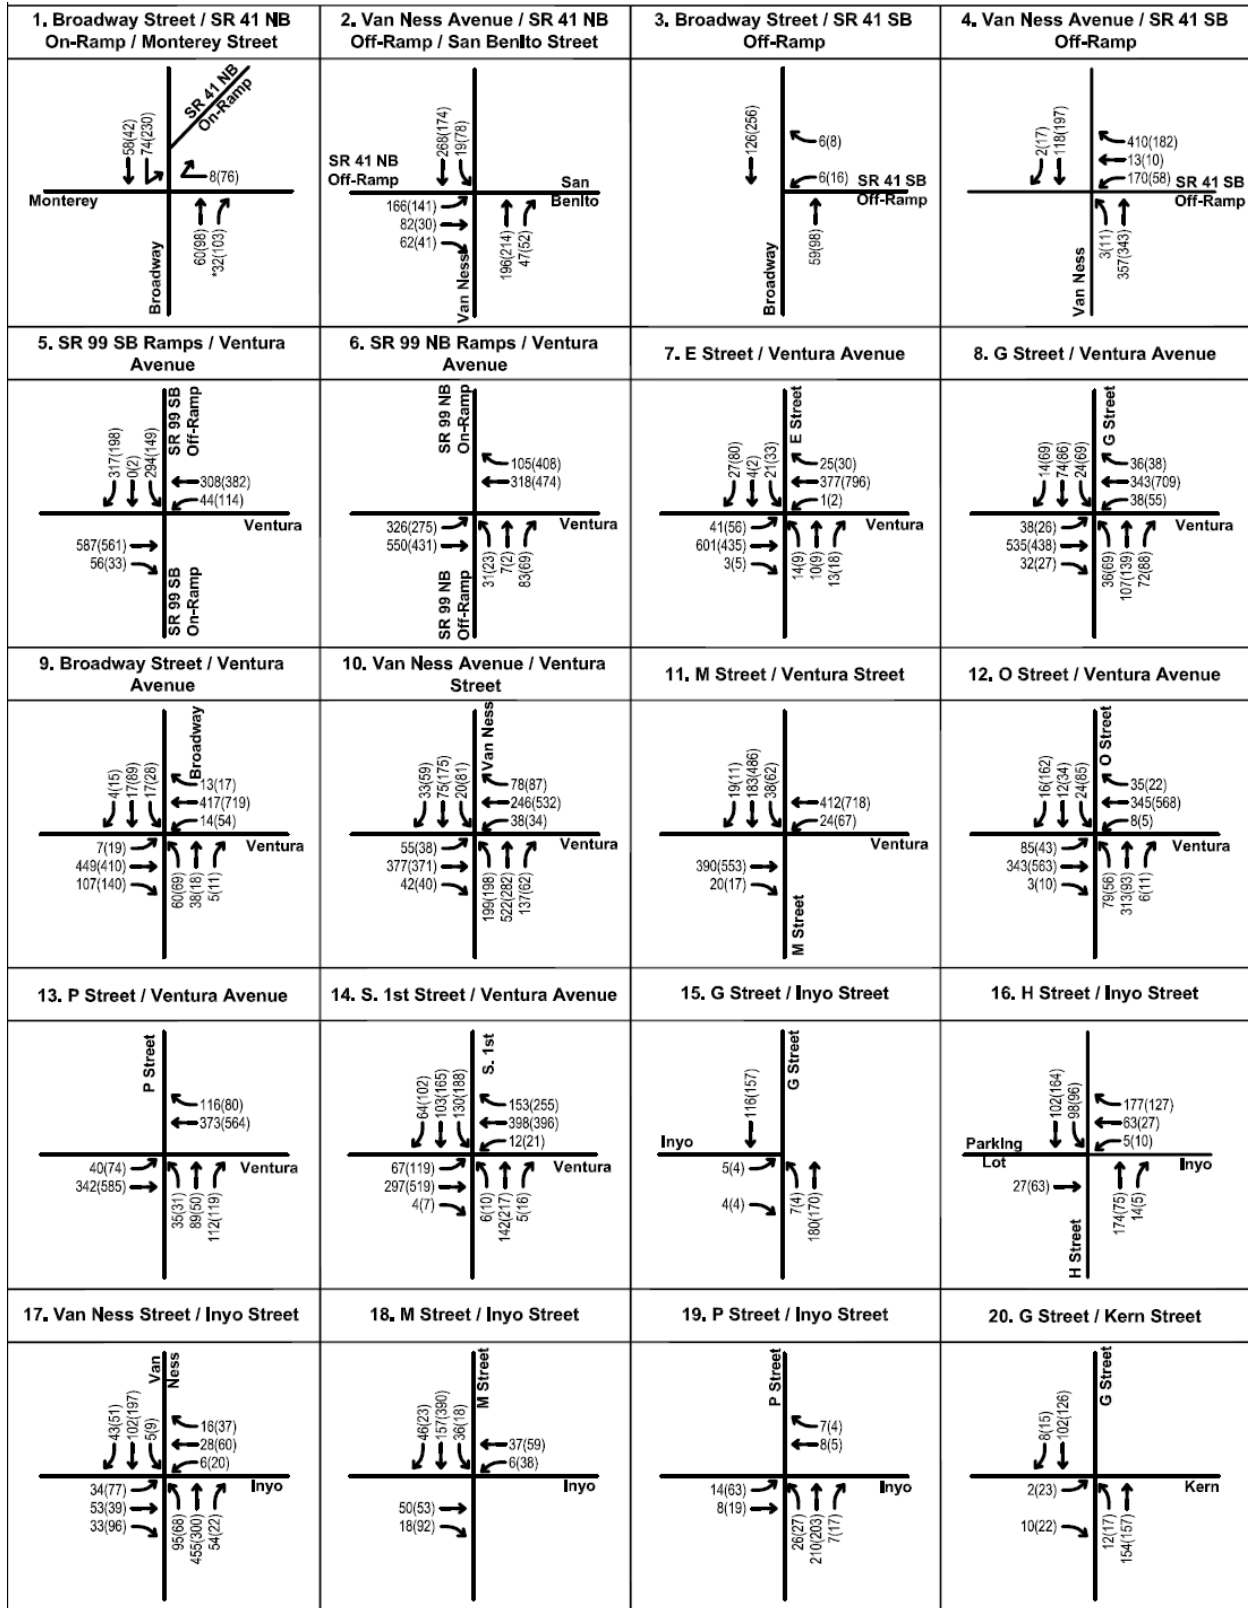 1. Broadway Street / SR 41 NB
On-Ramp / Monterey Street
58(42)
74(230)
SR 41 NB
On-Ramp
8(76)
Monterey
60(98)
*32(103)
Broadway
2. Van Ness Avenue / SR 41 NB
Off-Ramp / San Benito Street
268(174)
19(78)
SR 41 NB
Off-Ramp
San
Benito
166(141)
82(30)
62(41)
196(214)
47(52)
Van Ness
3. Broadway Street / SR 41 SB
Off-Ramp
126(256)
6(8)
6(16)
SR 41 SB
Off-Ramp
59(98)
Broadway
4. Van Ness Avenue / SR 41 SB
Off-Ramp
2(17)
118(197)
410(182)
13(10)
170(58)
SR 41 SB
Off-Ramp
3(11)
357(343)
Van Ness
5. SR 99 SB Ramps / Ventura
Avenue
317(198)
0(2)
294(149)
SR 99 SB
Off-Ramp
308(382)
44(114)
Ventura
587(561)
56(33)
SR 99 SB
On-Ramp
6. SR 99 NB Ramps / Ventura
Avenue
SR 99 NB
On-Ramp
105(408)
318(474)
326(275)
550(431)
Ventura
31(23)
7(2)
83(69)
SR 99 NB
Off-Ramp
7. E Street / Ventura Avenue
27(80)
4(2)
21(33)
E Street
25(30)
377(796)
1(2)
41(56)
601(435)
3(5)
Ventura
14(9)
10(9)
13(18)
8. G Street / Ventura Avenue
14(69)
74(86)
24(69)
G Street
36(38)
343(709)
38(55)
38(26)
535(438)
32(27)
Ventura
36(69)
107(139)
72(88)
9. Broadway Street / Ventura
Avenue
4(15)
17(89)
17(28)
Broadway
13(17)
417(719)
14(54)
7(19)
449(410)
107(140)
Ventura
60(69)
38(18)
5(11)
10. Van Ness Avenue / Ventura
Street
33(59)
75(175)
20(81)
Van Ness
78(87)
246(532)
38(34)
55(38)
377(371)
42(40)
Ventura
199(198)
522(282)
137(62)
11. M Street / Ventura Street
19(11)
183(486)
38(62)
412(718)
24(67)
Ventura
390(553)
20(17)
M Street
12. O Street / Ventura Avenue
16(162)
12(34)
24(85)
O Street
35(22)
345(568)
8(5)
85(43)
343(563)
3(10)
Ventura
79(56)
313(93)
6(11)
13. P Street / Ventura Avenue
P Street
116(80)
373(564)
40(74)
342(585)
Ventura
35(31)
89(50)
112(119)
14. S. 1st Street / Ventura Avenue
64(102)
103(165)
130(188)
S. 1st
153(255)
398(396)
12(21)
67(119)
297(519)
4(7)
Ventura
6(10)
142(217)
5(16)
15. G Street / Inyo Street
116(157)
G Street
Inyo
5(4)
4(4)
7(4)
180(170)
16. H Street / Inyo Street
102(164)
98(96)
177(127)
63(27)
5(10)
Parking
Lot
Inyo
27(63)
174(75)
14(5)
H Street
17. Van Ness Street / Inyo Street
43(51)
102(197)
5(9)
Van
Ness
16(37)
28(60)
6(20)
34(77)
53(39)
33(96)
Inyo
95(68)
455(300)
54(22)
18. M Street / Inyo Street
46(23)
157(390)
36(18)
M Street
37(59)
6(38)
Inyo
50(53)
18(92)
19. P Street / Inyo Street
P Street
7(4)
8(5)
14(63)
8(19)
Inyo
26(27)
210(203)
7(17)
20. G Street / Kern Street
8(15)
102(126)
G Street
2(23)
10(22)
Kern
12(17)
154(157)